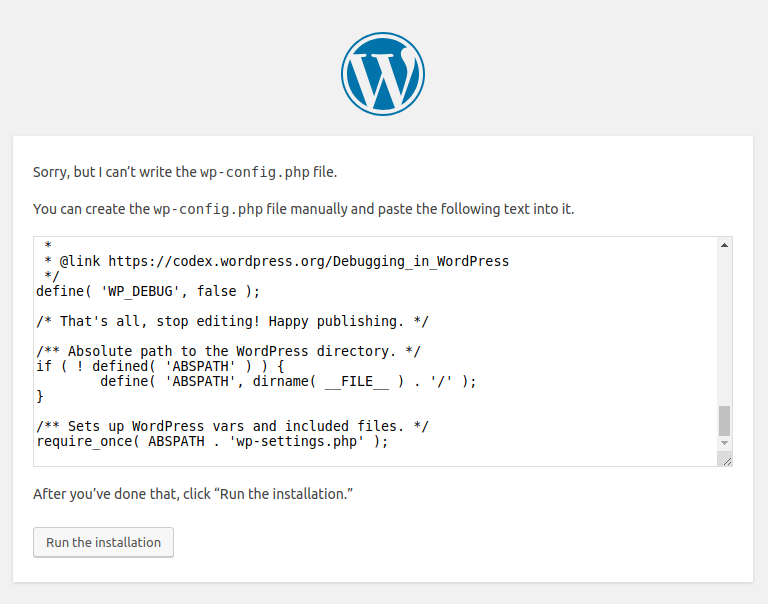 W
Sorry, but I can’t write the wp-config.php file.
You can create the wp-config.php file manually and paste the following text into it.
 *
 * @link https://codex.wordpress.org/Debugging_in_WordPress
 */
define( 'WP_DEBUG', false );
/* That's all, stop editing! Happy publishing. */
/** Absolute path to the WordPress directory. */
if ( ! defined( 'ABSPATH' ) ) {
        define( 'ABSPATH', dirname( __FILE__ ) . '/' );
}
/** Sets up WordPress vars and included files. */
require_once( ABSPATH . 'wp-settings.php' );
After you’ve done that, click “Run the installation.”
Run the installation